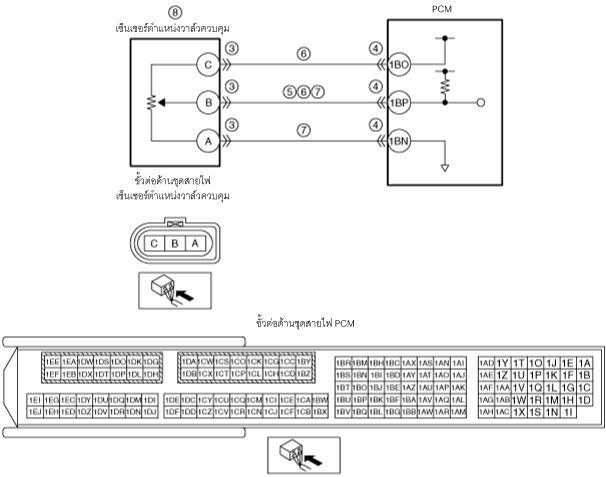 ⑧
เซ็นเซอร์ตำแหน่งวาล์วควบคุม
PCM
C ③ ⑥ ④ 1BO
B ③ ⑤⑥⑦ ④ 1BP
A ③ ⑦ ④ 1BN
ขั้วต่อด้านชุดสายไฟ
เซ็นเซอร์ตำแหน่งวาล์วควบคุม
C B A
ขั้วต่อด้านชุดสายไฟ PCM
1EE 1EA 1DW 1DS 1DO 1DK 1DG 1DA 1CW 1CS 1CO 1CK 1CG 1CC 1BY 1BR 1BM 1BH 1BC 1AX 1AS 1AN 1AI 1AD 1Y 1T 1O 1J 1E 1A
1EF 1EB 1DX 1DT 1DP 1DL 1DH 1DB 1CX 1CT 1CP 1CL 1CH 1CD 1BZ 1BS 1BN 1BI 1BD 1AY 1AT 1AO 1AJ 1AE 1Z 1U 1P 1K 1F 1B
1BT 1BO 1BJ 1BE 1AZ 1AU 1AP 1AK 1AF 1AA 1V 1Q 1L 1G 1C
1EI 1EG 1EC 1DY 1DU 1DQ 1DM 1DI 1DE 1DC 1CY 1CU 1CQ 1CM 1CI 1CE 1CA 1BW 1BU 1BP 1BK 1BF 1BA 1AV 1AQ 1AL 1AG 1AB 1W 1R 1M 1H 1D
1EJ 1EH 1ED 1DZ 1DV 1DR 1DN 1DJ 1DF 1DD 1CZ 1CV 1CR 1CN 1CJ 1CF 1CB 1BX 1BV 1BQ 1BL 1BG 1BB 1AW 1AR 1AM 1AH 1AC 1X 1S 1N 1I